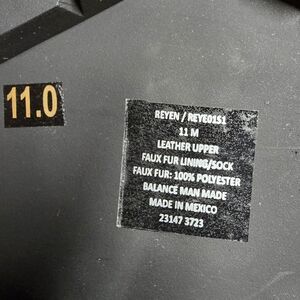 11.0
REYEN / REYE01S1
11 M
LEATHER UPPER
FAUX FUR LINING/SOCK
FAUX FUR: 100% POLYESTER
BALANCE MAN MADE
MADE IN MEXICO
23147 3723